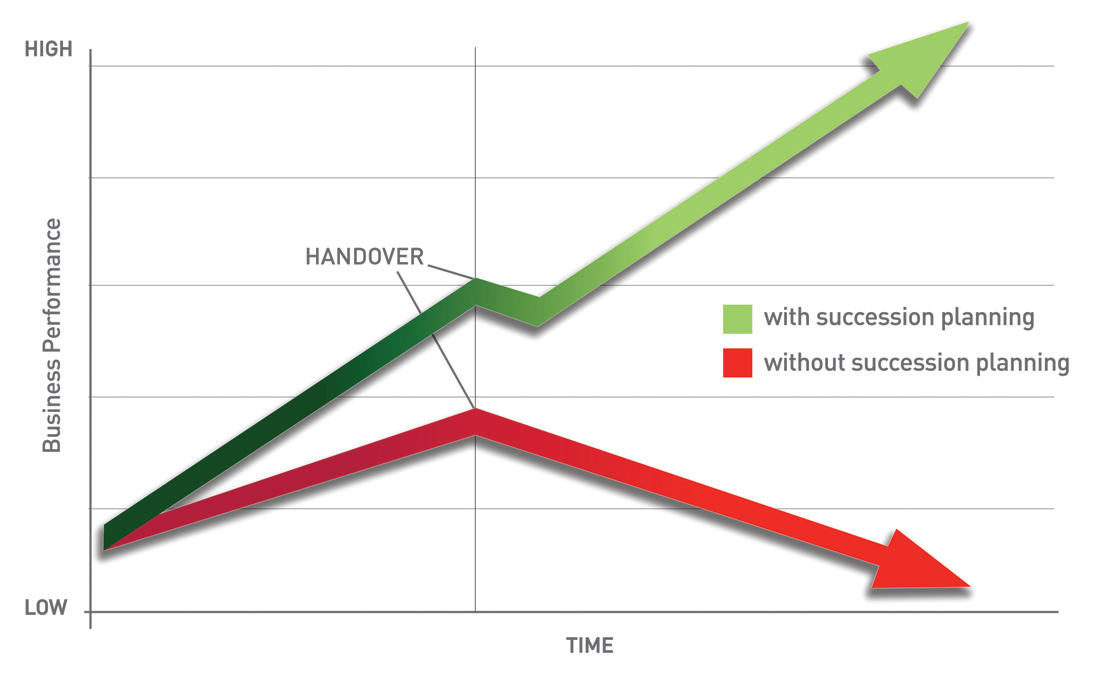 HIGH
HANDOVER
Business Performance
with succession planning
without succession planning
LOW
TIME